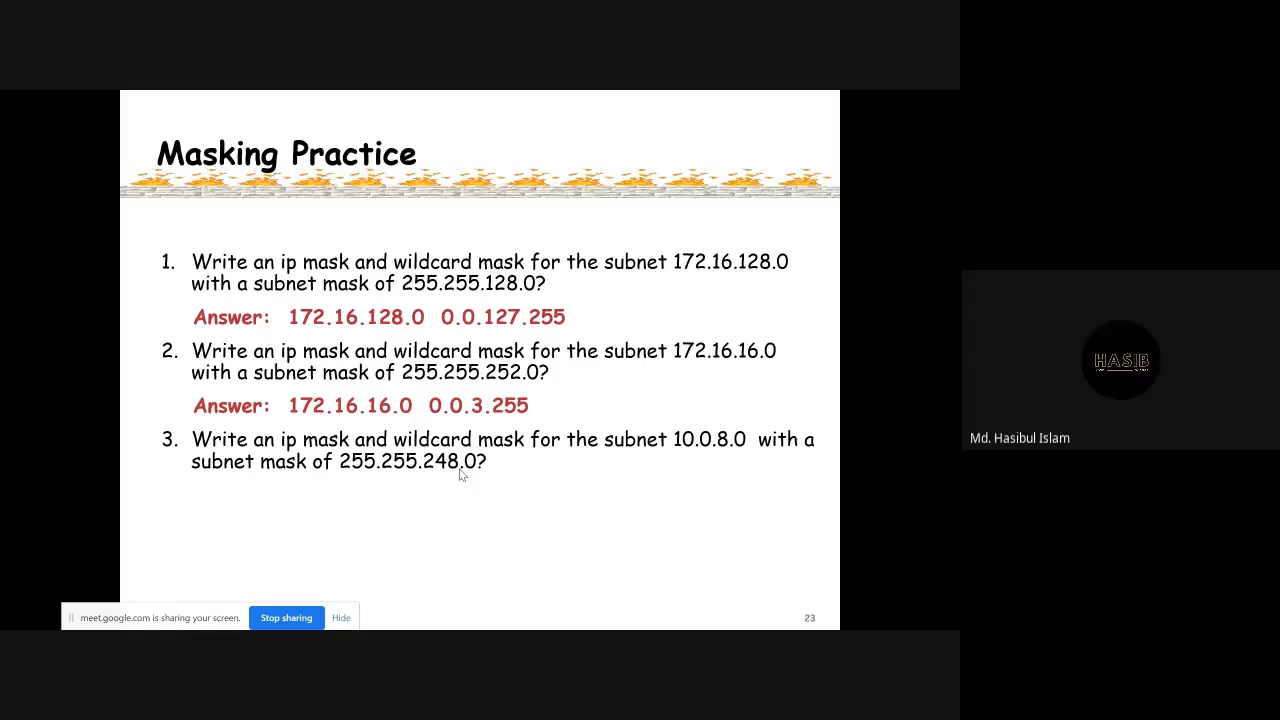 Masking Practice
1. Write an ip mask and wildcard mask for the subnet 172.16.128.0
with a subnet mask of 255.255.128.0?
Answer: 172.16.128.0 0.0.127.255
2. Write an ip mask and wildcard mask for the subnet 172.16.16.0
with a subnet mask of 255.255.252.0?
Answer: 172.16.16.0 0.0.3.255
3. Write an ip mask and wildcard mask for the subnet 10.0.8.0 with a
subnet mask of 255.255.248.0?
meet.google.com is sharing your screen. Stop sharing Hide
23
HASIB
Md. Hasibul Islam